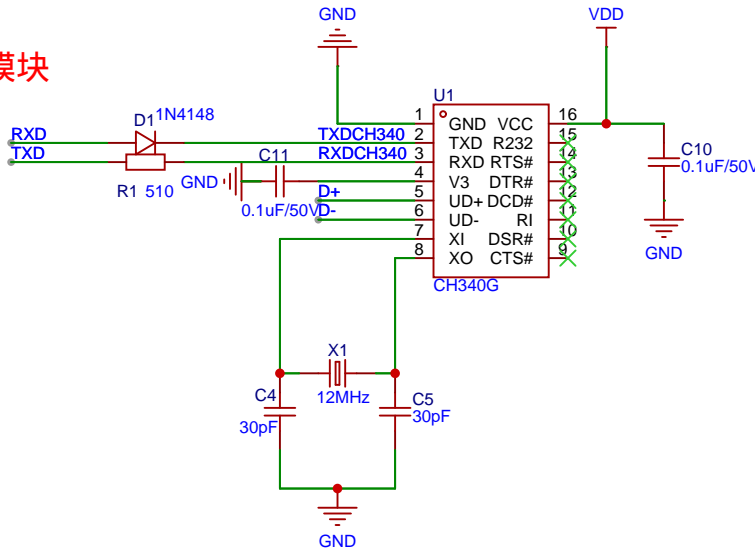 GND
VDD
模块
U1
D1
1N4148
RXD
TXD
TXDCH340
RXDCH340
R1
510
C11
GND
0.1uF/50V
D+
D-
1
2
3
4
5
6
7
8
GND
TXD
RXD
V3
UD+
UD-
XI
XO
VCC
R232
RTS#
DTR#
DCD#
RI
DSR#
CTS#
16
15
14
13
12
11
10
9
CH340G
C10
0.1uF/50V
GND
X1
12MHz
C4
30pF
C5
30pF
GND